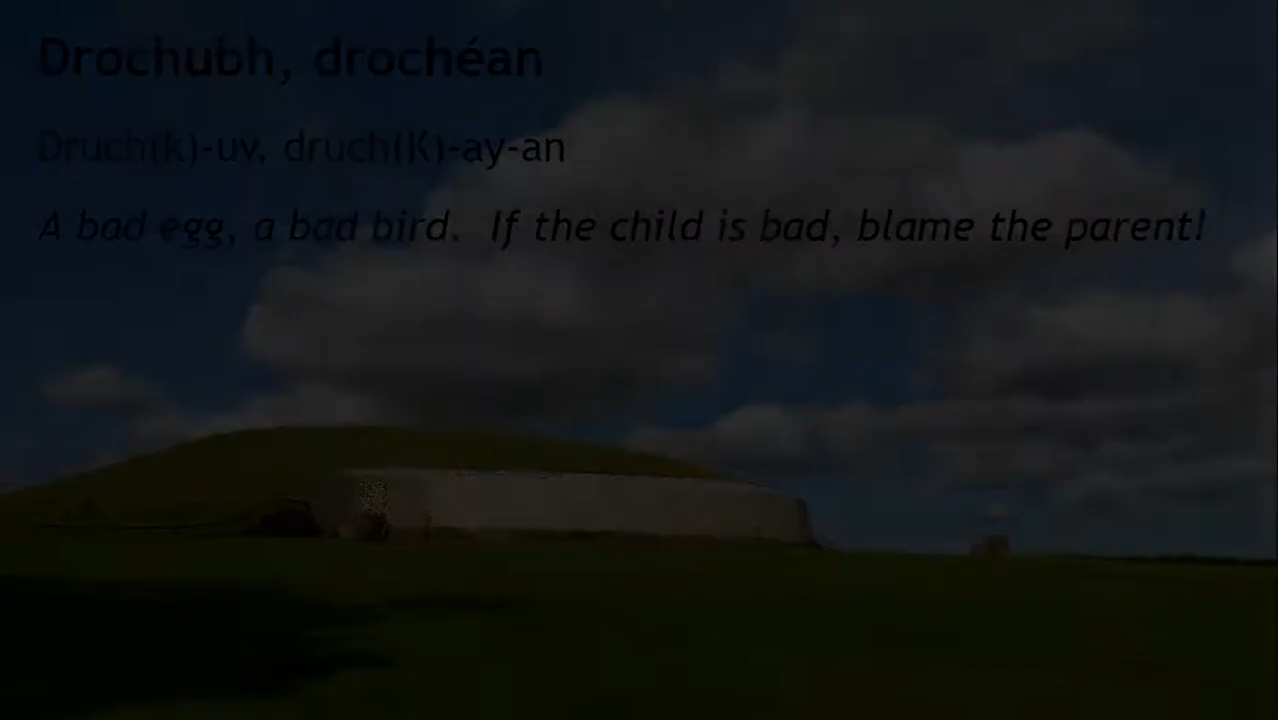 Drochubh, drochéan
Druch(k)-uv, druch(K)-ay-an
A bad egg, a bad bird. If the child is bad, blame the parent!